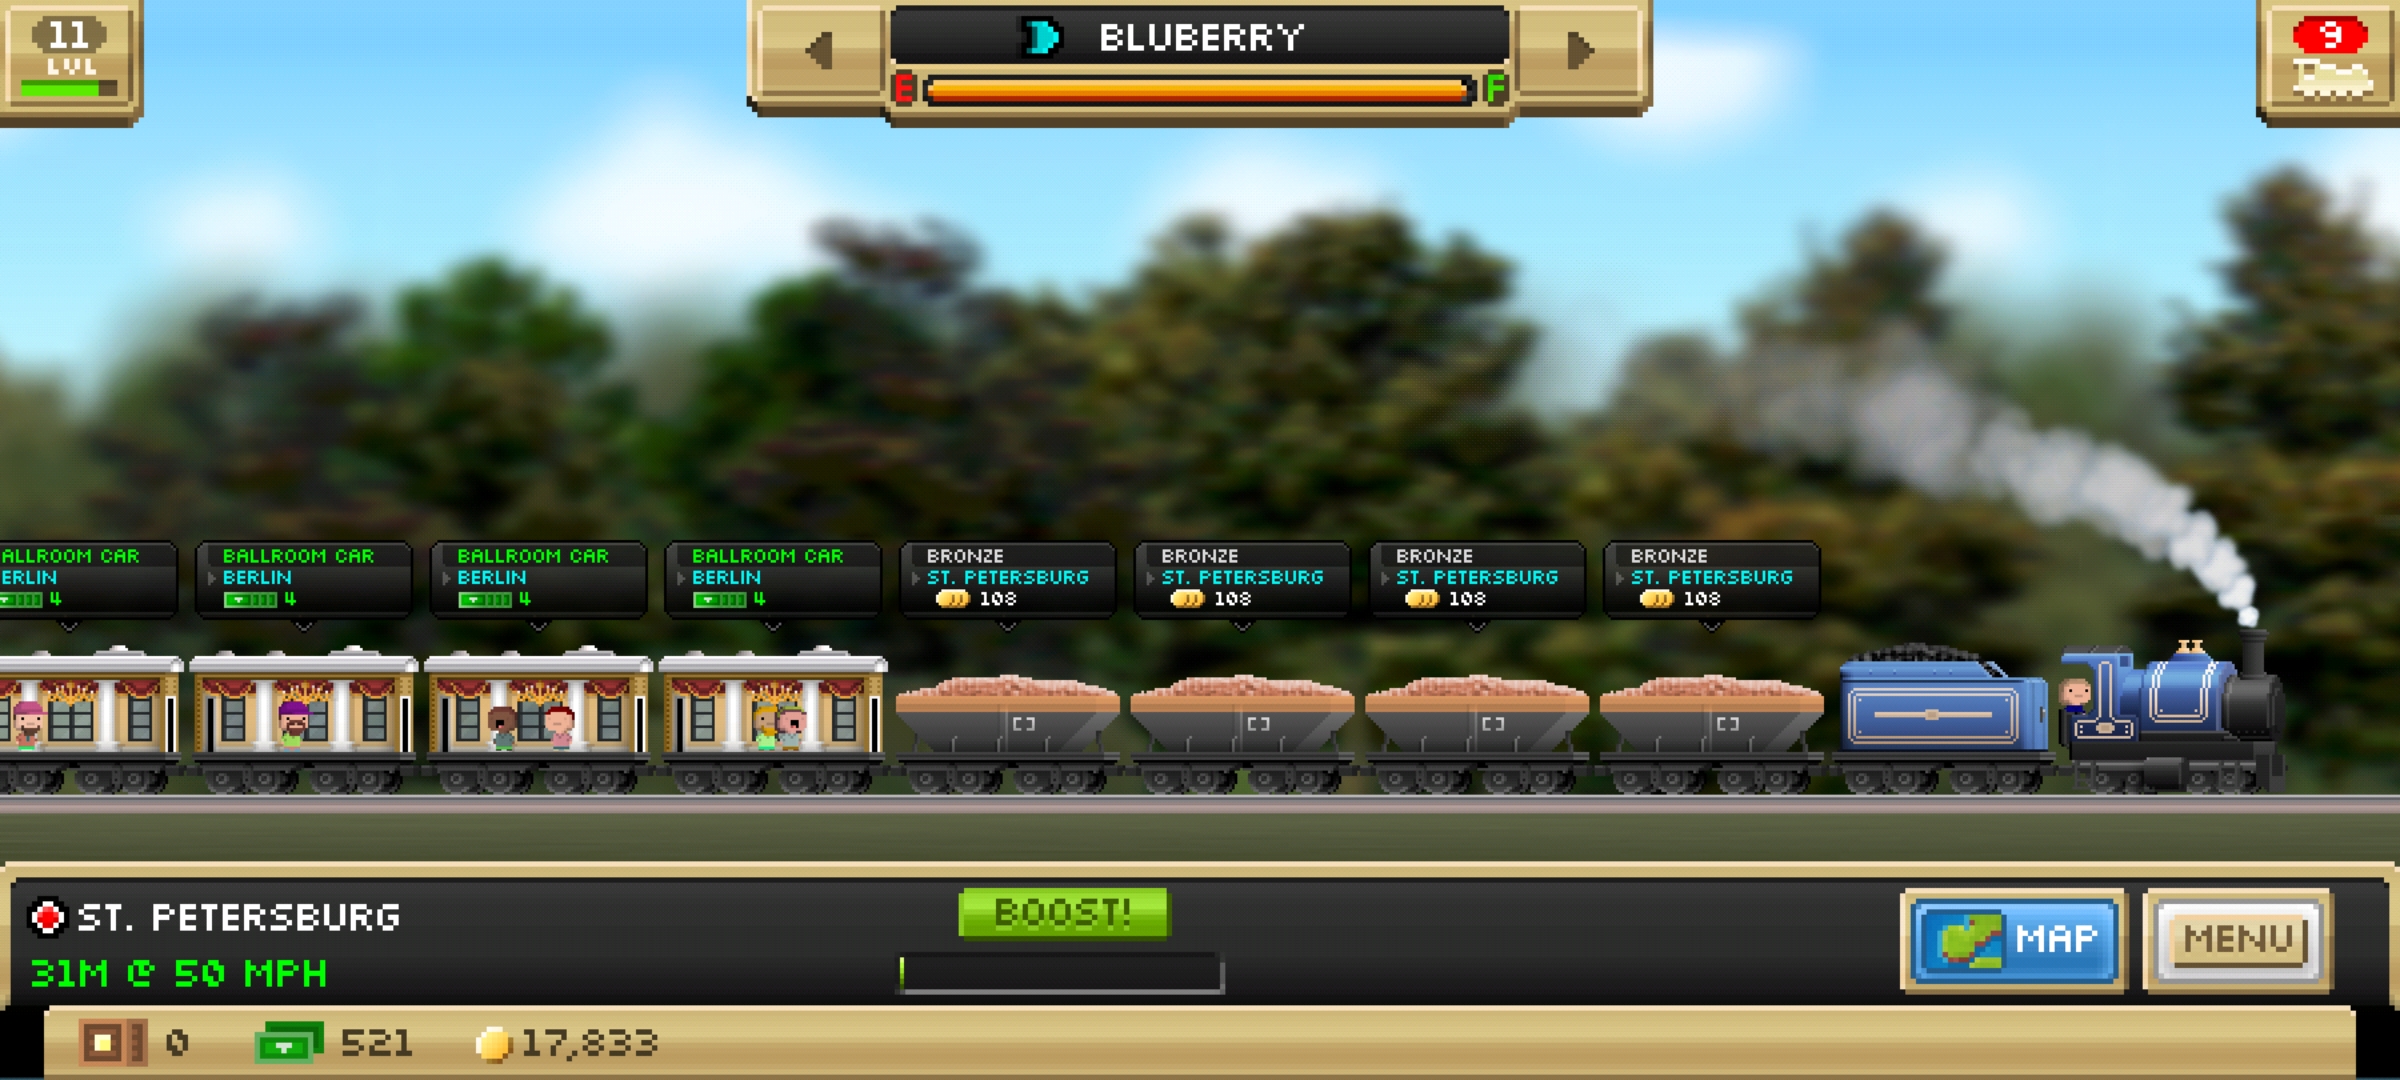 11
LVL
BLUBERRY
E F
9
ALLROOM CAR
ERLIN
4
BALLROOM CAR
BERLIN
4
BALLROOM CAR
BERLIN
4
BALLROOM CAR
BERLIN
4
BRONZE
ST. PETERSBURG
108
BRONZE
ST. PETERSBURG
108
BRONZE
ST. PETERSBURG
108
BRONZE
ST. PETERSBURG
108
ST. PETERSBURG
31M @ 50 MPH
BOOST!
MAP
MENU
0 521 17,833